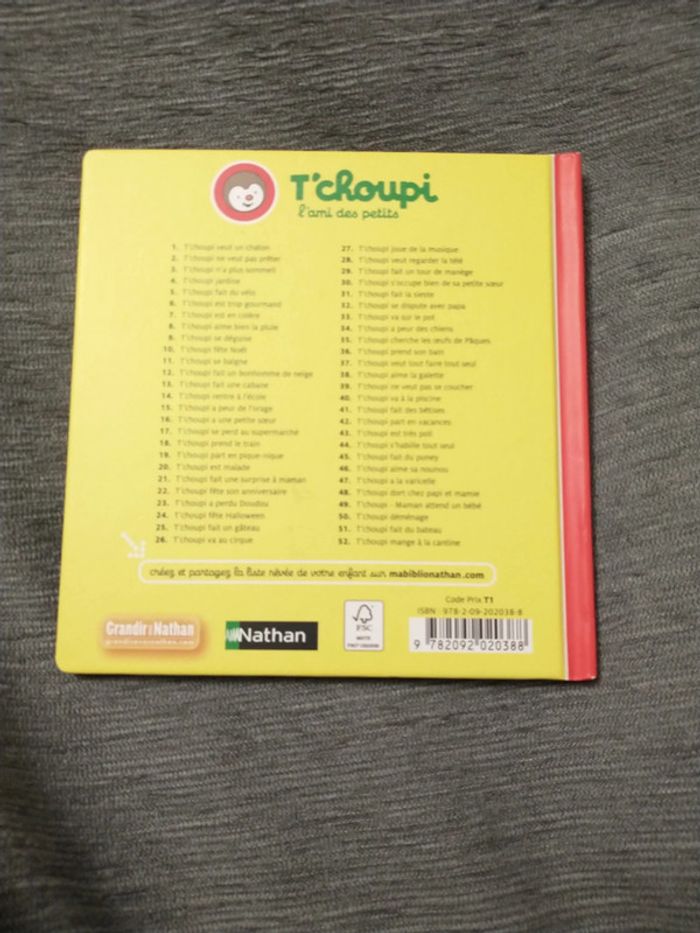 T'choupi
l'ami des petits
1. T'choupi veut un chaton
2. T'choupi ne veut pas prêter
3. T'choupi n'a plus sommeil
4. T'choupi jardine
5. T'choupi fait du vélo
6. T'choupi est trop gourmand
7. T'choupi est en colère
8. T'choupi aime bien la pluie
9. T'choupi se déguise
10. T'choupi fête Noël
11. T'choupi se baigne
12. T'choupi fait un bonhomme de neige
13. T'choupi fait une cabane
14. T'choupi rentre à l'école
15. T'choupi a peur de l'orage
16. T'choupi a une petite sœur
17. T'choupi se perd au supermarché
18. T'choupi prend le train
19. T'choupi part en pique-nique
20. T'choupi est malade
21. T'choupi fait une surprise à maman
22. T'choupi fête son anniversaire
23. T'choupi a perdu Doudou
24. T'choupi fête Halloween
25. T'choupi fait un gâteau
26. T'choupi va au cirque
27. T'choupi joue de la musique
28. T'choupi veut regarder la télé
29. T'choupi fait un tour de manège
30. T'choupi s'occupe bien de sa petite sœur
31. T'choupi fait la sieste
32. T'choupi se dispute avec papa
33. T'choupi va sur le pot
34. T'choupi a peur des chiens
35. T'choupi cherche les œufs de Pâques
36. T'choupi prend son bain
37. T'choupi veut tout faire tout seul
38. T'choupi aime la galette
39. T'choupi ne veut pas se coucher
40. T'choupi va à la piscine
41. T'choupi fait des bêtises
42. T'choupi part en vacances
43. T'choupi est très poli
44. T'choupi s'habille tout seul
45. T'choupi fait du poney
46. T'choupi aime sa nounou
47. T'choupi a la varicelle
48. T'choupi dort chez papi et mamie
49. T'choupi - Maman attend un bébé
50. T'choupi déménage
51. T'choupi fait du bateau
52. T'choupi mange à la cantine
créez et partagez la liste rêvée de votre enfant sur mabiblionathan.com
Code Prix T1
ISBN : 978-2-09-202038-8
Grandir avec Nathan
Nathan
FSC
MIXTE
9 782092 020388